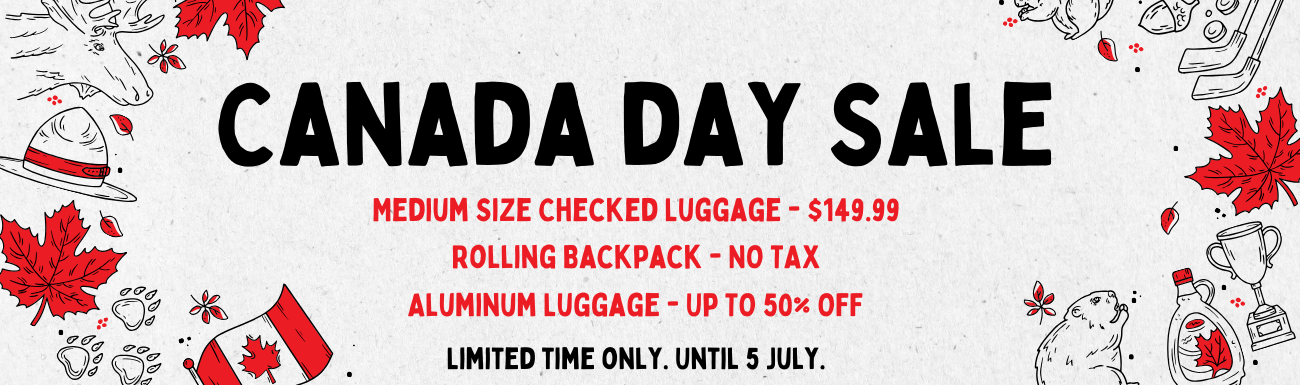 CANADA DAY SALE
MEDIUM SIZE CHECKED LUGGAGE - $149.99
ROLLING BACKPACK - NO TAX
ALUMINUM LUGGAGE - UP TO 50% OFF
LIMITED TIME ONLY. UNTIL 5 JULY.